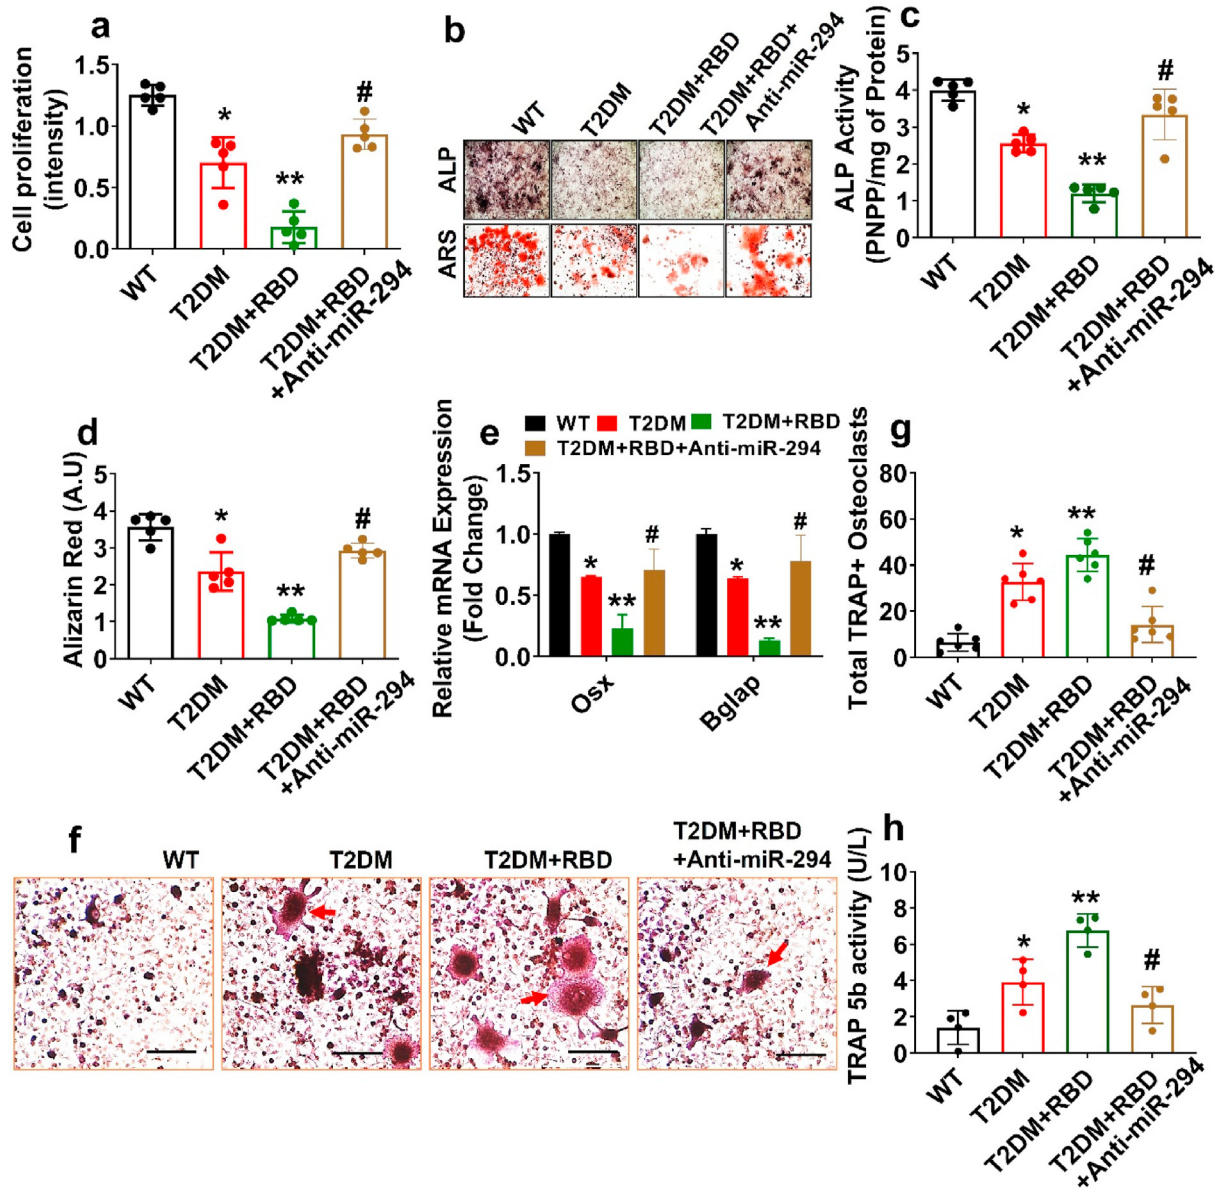 a
Cell proliferation
(intensity)
1.5
1.0
0.5
0.0
*
**
#
WT
T2DM
T2DM+RBD
T2DM+RBD
+Anti-miR-294
b
WT
T2DM
T2DM+RBD
T2DM+RBD+
Anti-miR-294
ALP
ARS
c
ALP Activity
(PNPP/mg of Protein)
5
4
3
2
1
0
*
**
#
WT
T2DM
T2DM+RBD
T2DM+RBD
+Anti-miR-294
d
Alizarin Red (A.U)
5
4
3
2
1
0
*
**
#
WT
T2DM
T2DM+RBD
T2DM+RBD
+Anti-miR-294
e
WT T2DM T2DM+RBD
T2DM+RBD+Anti-miR-294
Relative mRNA Expression
(Fold Change)
1.5
1.0
0.5
0.0
*
**
#
*
**
#
Osx
Bglap
g
Total TRAP+ Osteoclasts
80
60
40
20
0
*
**
#
WT
T2DM
T2DM+RBD
T2DM+RBD
+Anti-miR-294
f
WT
T2DM
T2DM+RBD
T2DM+RBD
+Anti-miR-294
h
TRAP 5b activity (U/L)
10
8
6
4
2
0
*
**
#
WT
T2DM
T2DM+RBD
T2DM+RBD
+Anti-miR-294